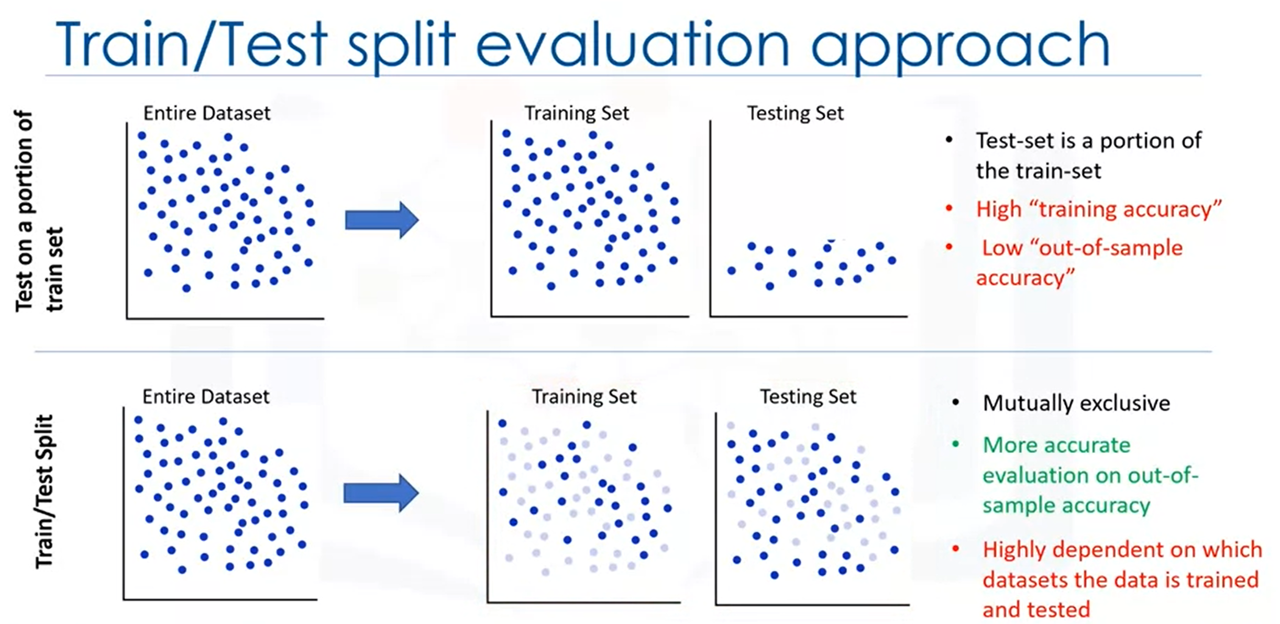 Train/Test split evaluation approach
Test on a portion of
train set
Entire Dataset
Training Set
Testing Set
• Test-set is a portion of
the train-set
• High “training accuracy”
• Low “out-of-sample
accuracy”
Train/Test Split
Entire Dataset
Training Set
Testing Set
• Mutually exclusive
• More accurate
evaluation on out-of-
sample accuracy
• Highly dependent on which
datasets the data is trained
and tested